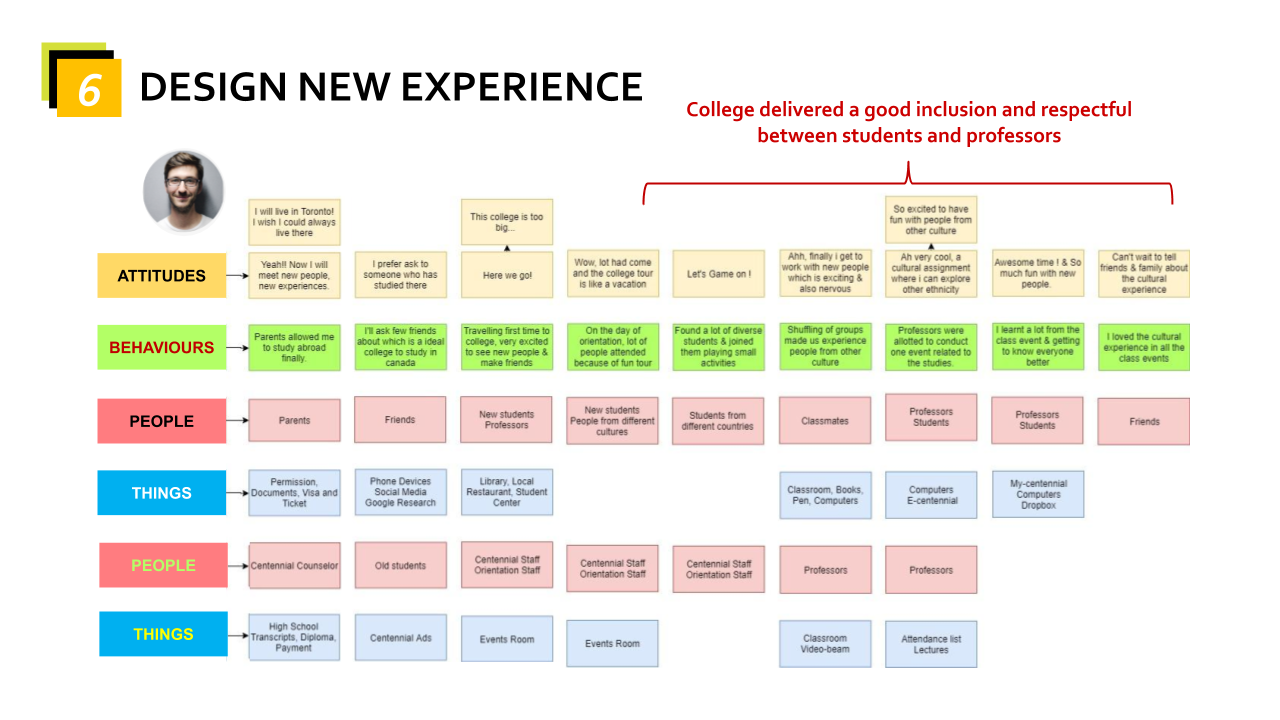 6
DESIGN NEW EXPERIENCE
College delivered a good inclusion and respectful
between students and professors
I will live in Toronto!
I wish I could always
live there
This college is too
big...
So excited to have
fun with people from
other culture
ATTITUDES
Yeah!! Now I will
meet new people,
new experiences.
I prefer ask to
someone who has
studied there
Here we go!
Wow, lot had come
and the college tour
is like a vacation
Let's Game on !
Ahh, finally i get to
work with new people
which is exciting &
also nervous
Ah very cool, a
cultural assignment
where i can explore
other ethnicity
Awesome time ! & So
much fun with new
people.
Can't wait to tell
friends & family about
the cultural
experience
BEHAVIOURS
Parents allowed me
to study abroad
finally.
I'll ask few friends
about which is a ideal
college to study in
canada
Travelling first time to
college, very excited
to see new people &
make friends
On the day of
orientation, lot of
people attended
because of fun tour
Found a lot of diverse
students & joined
them playing small
activities
Shuffling of groups
made us experience
people from other
culture
Professors were
allotted to conduct
one event related to
the studies.
I learnt a lot from the
class event & getting
to know everyone
better
I loved the cultural
experience in all the
class events
PEOPLE
Parents
Friends
New students
Professors
New students
People from different
cultures
Students from
different countries
Classmates
Professors
Students
Professors
Students
Friends
THINGS
Permission,
Documents, Visa and
Ticket
Phone Devices
Social Media
Google Research
Library, Local
Restaurant, Student
Center
Classroom, Books,
Pen, Computers
Computers
E-centennial
My-centennial
Computers
Dropbox
PEOPLE
Centennial Counselor
Old students
Centennial Staff
Orientation Staff
Centennial Staff
Orientation Staff
Centennial Staff
Orientation Staff
Professors
Professors
THINGS
High School
Transcripts, Diploma,
Payment
Centennial Ads
Events Room
Events Room
Classroom
Video-beam
Attendance list
Lectures